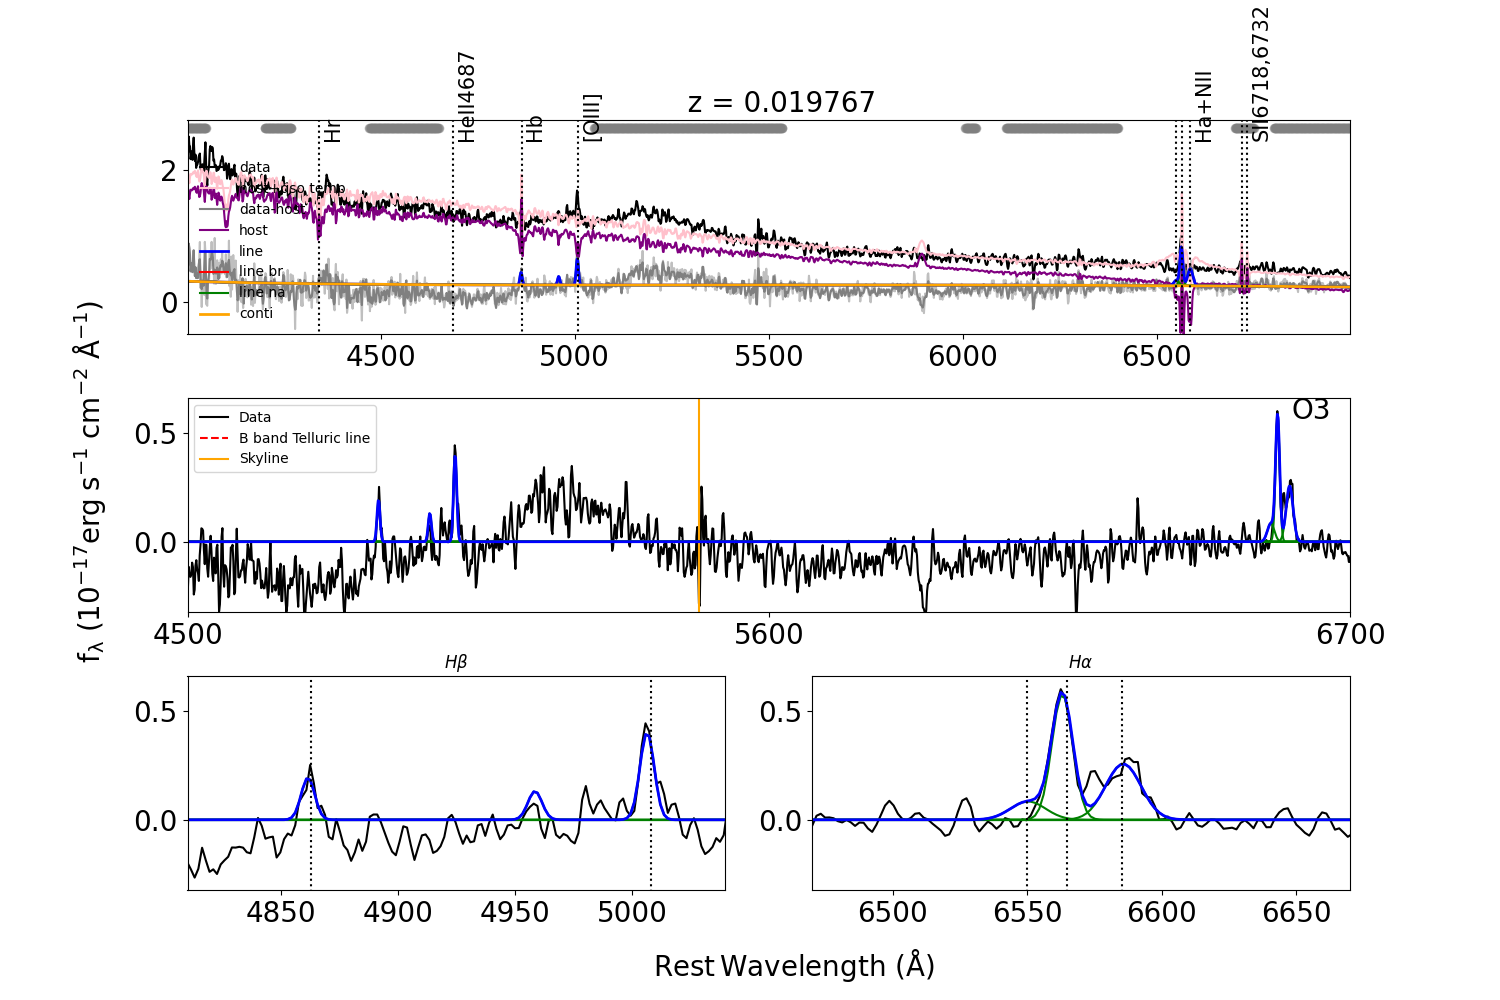 z = 0.019767
Hr
HeII4687
Hb
[OIII]
Ha+NII
SII6718,6732
2
0
data
data-host
host
line
line br
line na
conti
4500 5000 5500 6000 6500
fλ (10⁻¹⁷erg s⁻¹ cm⁻² Å⁻¹)
0.5
0.0
Data
B band Telluric line
Skyline
O3
4500 5600 6700
Hβ
0.5
0.0
4850 4900 4950 5000
Hα
0.5
0.0
6500 6550 6600 6650
Rest Wavelength (Å)